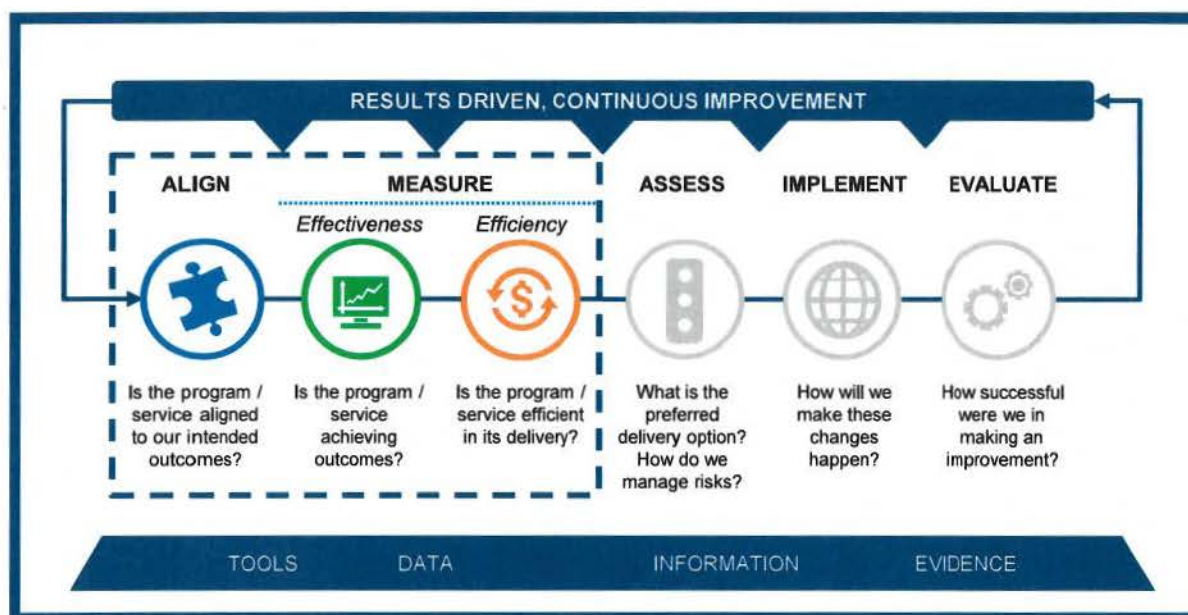 RESULTS DRIVEN, CONTINUOUS IMPROVEMENT
ALIGN
MEASURE
ASSESS
IMPLEMENT
EVALUATE
Effectiveness
Efficiency
$
Is the program /
service aligned
to our intended
outcomes?
Is the program /
service
achieving
outcomes?
Is the program /
service efficient
in its delivery?
What is the
preferred
delivery option?
How do we
manage risks?
How will we
make these
changes
happen?
How successful
were we in
making an
improvement?
TOOLS
DATA
INFORMATION
EVIDENCE